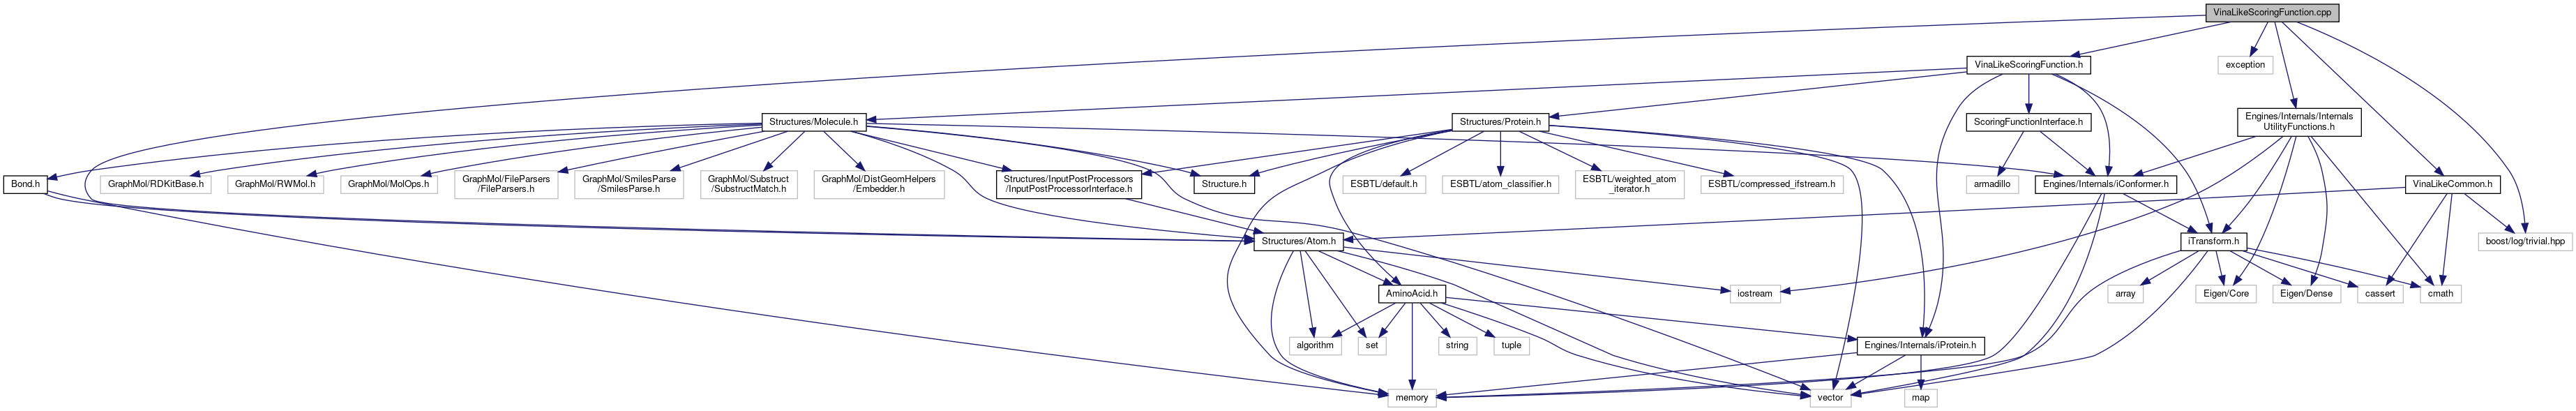 VinaLikeScoringFunction.cpp
VinaLikeScoringFunction.h
exception
Structures/Molecule.h
Structures/Protein.h
ScoringFunctionInterface.h
Engines/Internals/Internals
UtilityFunctions.h
Bond.h
GraphMol/RDKitBase.h
GraphMol/RWMol.h
GraphMol/MolOps.h
GraphMol/FileParsers
/FileParsers.h
GraphMol/SmilesParse
/SmilesParse.h
GraphMol/Substruct
/SubstructMatch.h
GraphMol/DistGeomHelpers
/Embedder.h
Structures/InputPostProcessors
/InputPostProcessorInterface.h
Structure.h
ESBTL/default.h
ESBTL/atom_classifier.h
ESBTL/weighted_atom
_iterator.h
ESBTL/compressed_ifstream.h
armadillo
Engines/Internals/iConformer.h
VinaLikeCommon.h
Structures/Atom.h
iTransform.h
boost/log/trivial.hpp
AminoAcid.h
iostream
array
Eigen/Core
Eigen/Dense
cassert
cmath
algorithm
set
string
tuple
Engines/Internals/iProtein.h
memory
vector
map